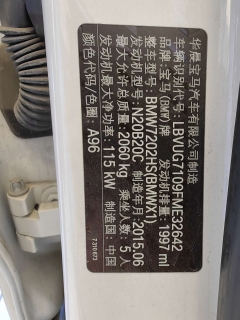 华晨宝马汽车有限公司制造
车辆识别代号: LBVUG7109FME32642
品牌: 宝马(BMW) 发动机排量: 1997 ml
整车型号: BMW7202HS(BMWX1)
发动机型号: N20B20C 制造年月: 2015.06
最大允许总质量: 2060 kg 乘坐人数: 5人
发动机最大净功率: 115 kW 制造国: 中国
颜色代码/色圈: A96